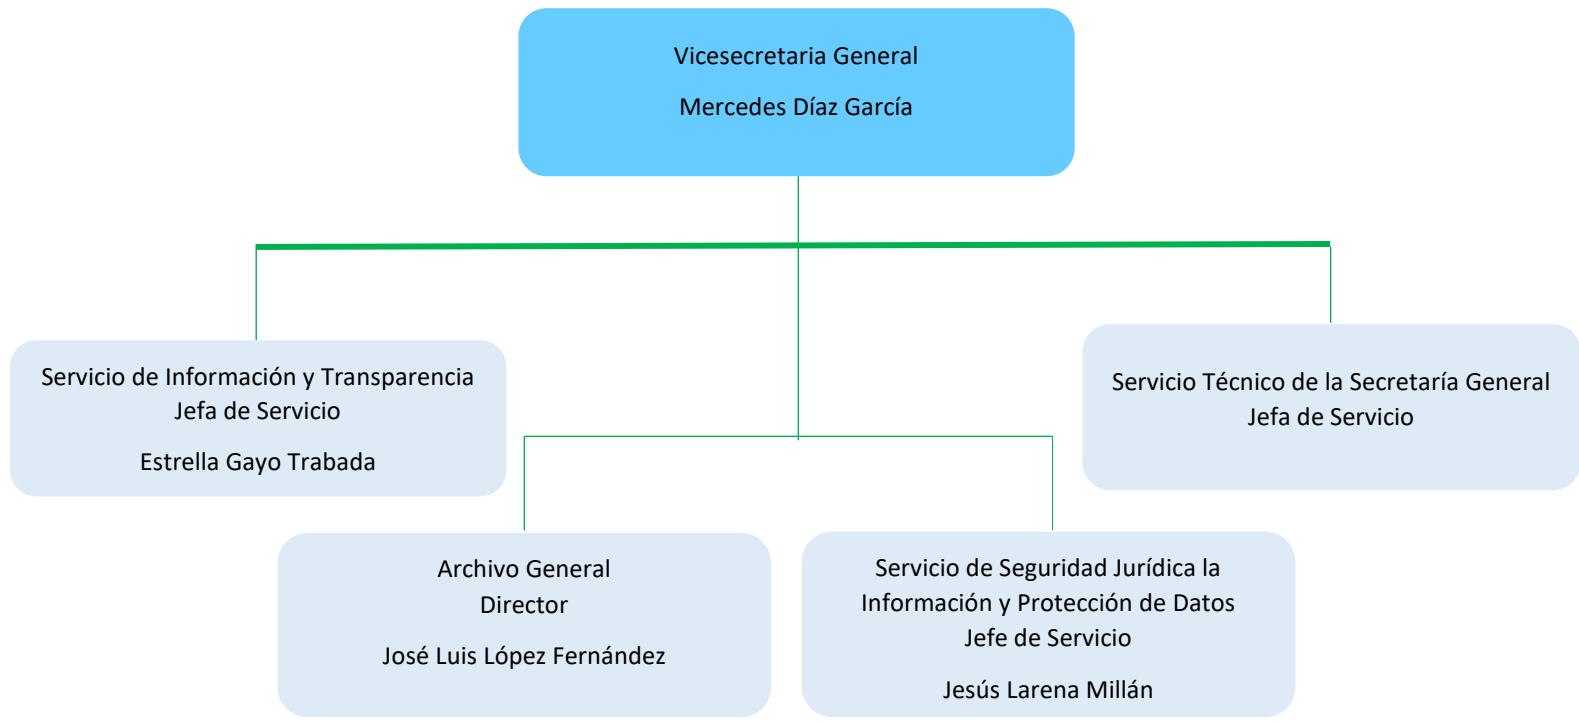 Vicesecretaria General
Mercedes Díaz García
Servicio de Información y Transparencia
Jefa de Servicio
Estrella Gayo Trabada
Servicio Técnico de la Secretaría General
Jefa de Servicio
Archivo General
Director
José Luis López Fernández
Servicio de Seguridad Jurídica la
Información y Protección de Datos
Jefe de Servicio
Jesús Larena Millán